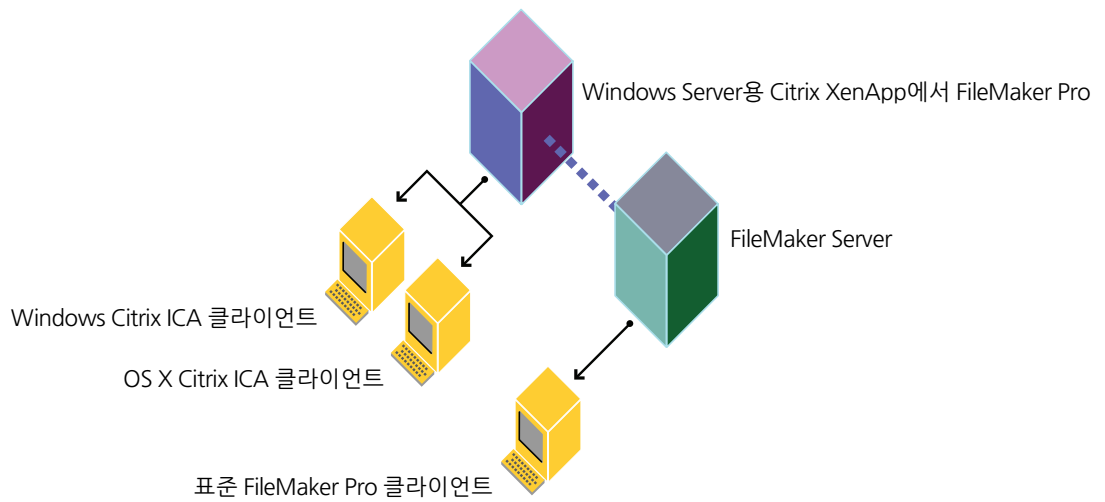 Windows Server용 Citrix XenApp에서 FileMaker Pro
FileMaker Server
Windows Citrix ICA 클라이언트
OS X Citrix ICA 클라이언트
표준 FileMaker Pro 클라이언트